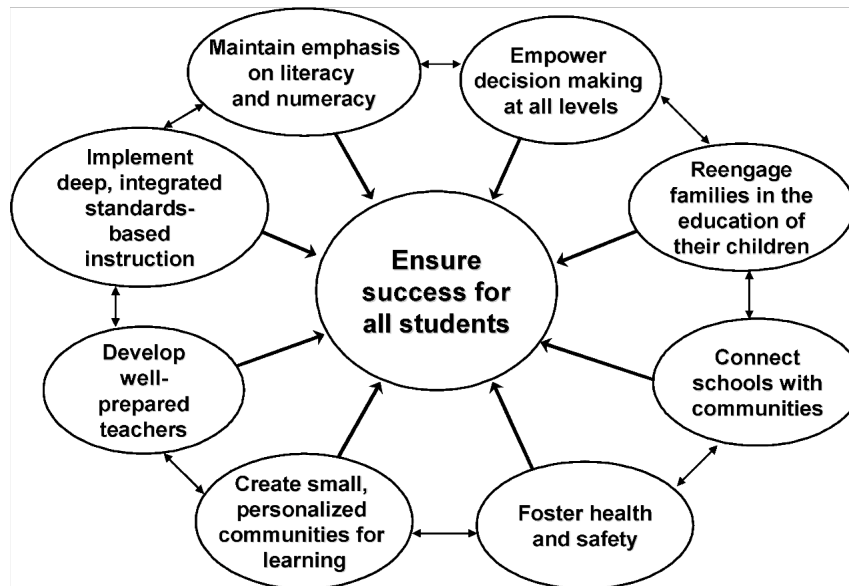 Maintain emphasis
on literacy
and numeracy
Empower
decision making
at all levels
Reengage
families in the
education of
their children
Connect
schools with
communities
Foster health
and safety
Create small,
personalized
communities for
learning
Develop
well-
prepared
teachers
Implement
deep, integrated
standards-
based
instruction
Ensure
success for
all students